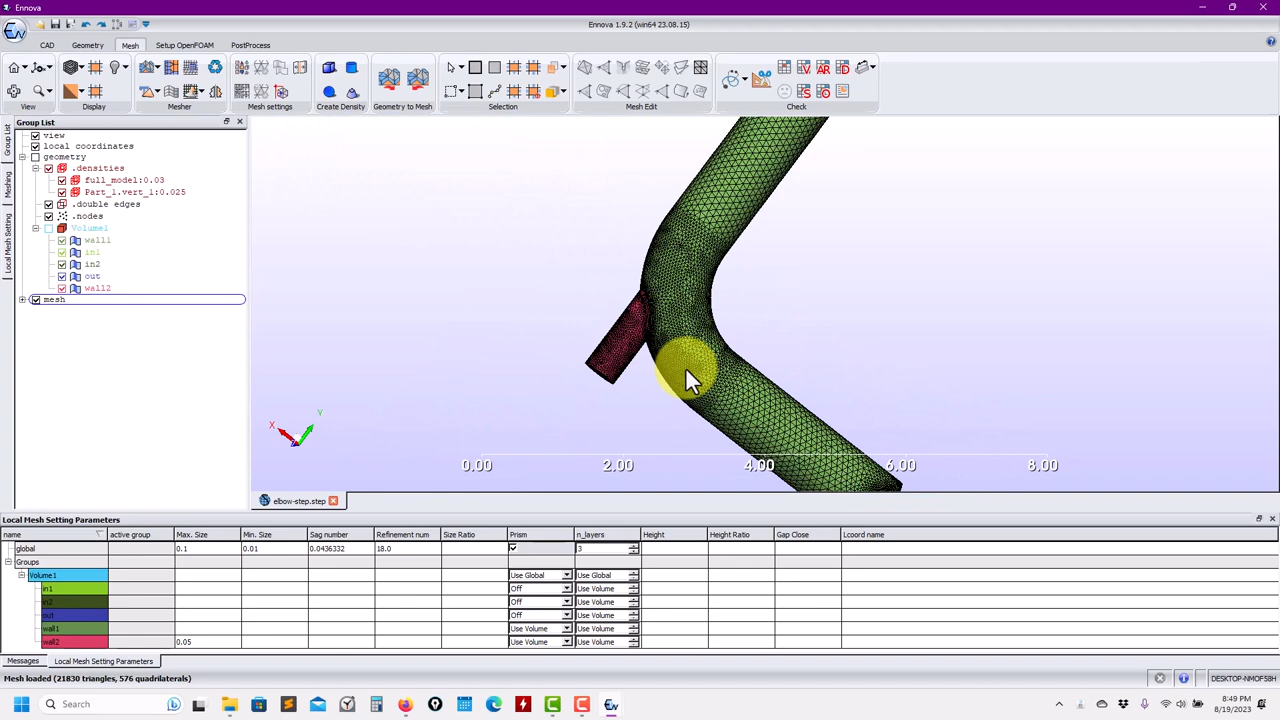 Ennova
Ennova 1.9.2 (win64 23.08.15)
CAD Geometry Mesh Setup OpenFOAM PostProcess
View Display Mesher Mesh settings Create Density Geometry to Mesh Selection Mesh Edit Check
Group List
Group List
Meshing
Local Mesh Setting
view
local coordinates
geometry
.densities
full_model:0.03
Part_1.vert_1:0.025
.double edges
.nodes
Volume1
wall1
in1
in2
out
wall2
mesh
X
Y
0.00 2.00 4.00 6.00 8.00
elbow-step.step
Local Mesh Setting Parameters
name active group Max. Size Min. Size Sag number Refinement num Size Ratio Prism n_layers Height Height Ratio Gap Close Lcoord name
global 0.1 0.01 0.0436332 18.0 3
Groups
Volume1 Use Global Use Global
in1 Off Use Volume
in2 Off Use Volume
out Off Use Volume
wall1 Use Volume Use Volume
wall2 0.05 Use Volume Use Volume
Messages Local Mesh Setting Parameters
Mesh loaded (21830 triangles, 576 quadrilaterals)
DESKTOP-NMOF58H
Search
5:49 PM
8/19/2023